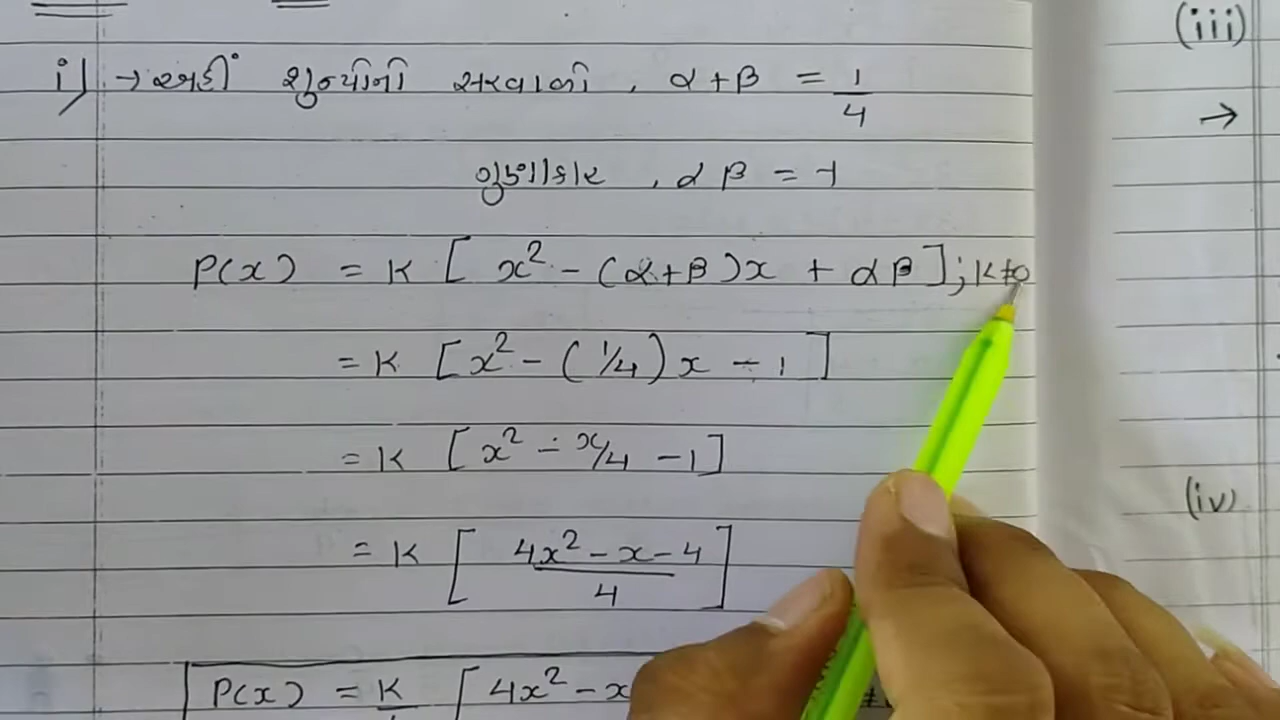 i) → અહીં શૂન્યોનો સરવાળો, α + β = 1/4
ગુણાકાર, αβ = -1
P(x) = K [ x² - (α+β)x + αβ ] ; K≠0
= K [x² - (1/4) x - 1 ]
= K [x² - x/4 - 1]
= K [ 4x² - x - 4 / 4 ]
P(x) = K [ 4x² - x
(iii)
→
(iv)